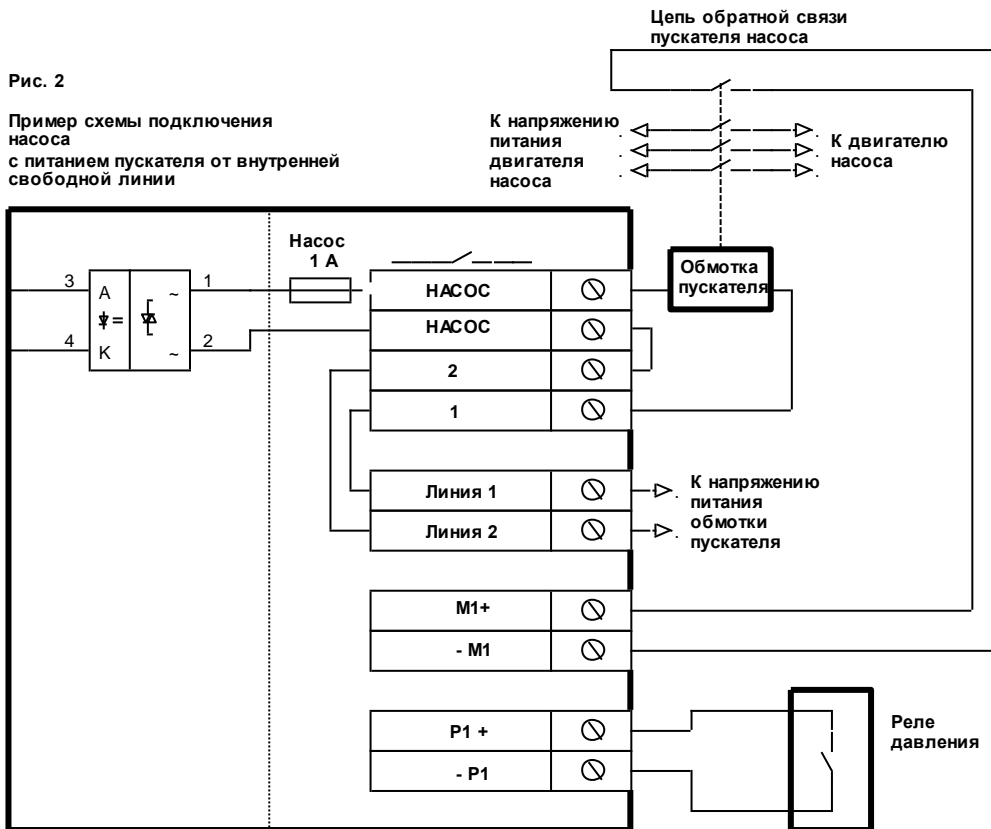 Цепь обратной связи
пускателя насоса
Рис. 2
Пример схемы подключения
насоса
с питанием пускателя от внутренней
свободной линии
К напряжению
питания
двигателя
насоса
К двигателю
насоса
Насос
1 А
Обмотка
пускателя
3
A
~
1
=
4
K
~
2
НАСОС
НАСОС
2
1
Линия 1
Линия 2
К напряжению
питания
обмотки
пускателя
М1+
- М1
Р1 +
- Р1
Реле
давления